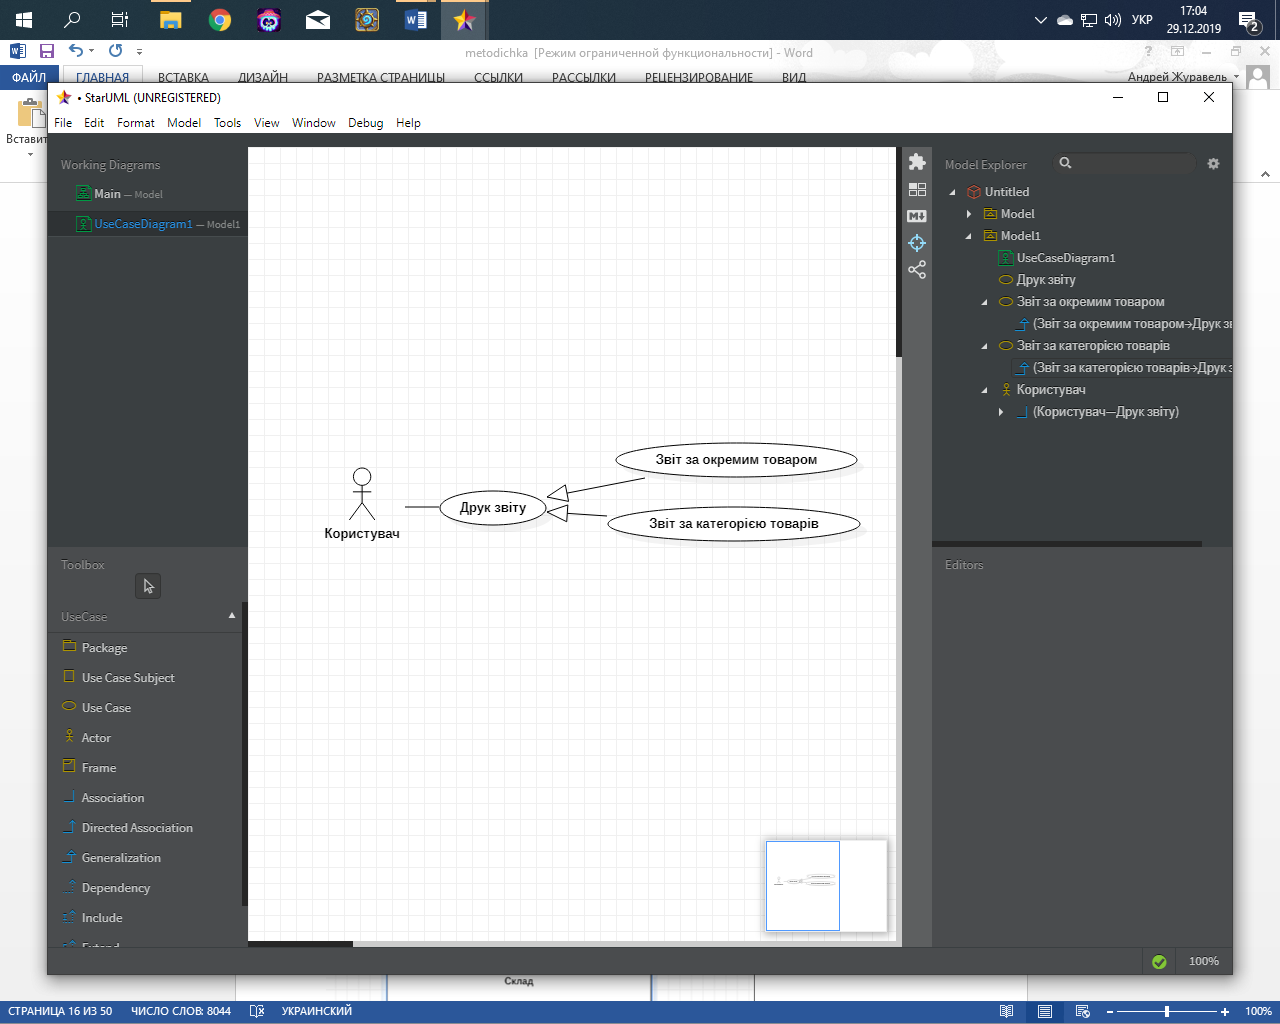 УКР
17:04
29.12.2019
2
metodichka [Режим ограниченной функциональности] - Word
ФАЙЛ ГЛАВНАЯ ВСТАВКА ДИЗАЙН РАЗМЕТКА СТРАНИЦЫ ССЫЛКИ РАССЫЛКИ РЕЦЕНЗИРОВАНИЕ ВИД Андрей Журавель
Вставит
• StarUML (UNREGISTERED)
File Edit Format Model Tools View Window Debug Help
Working Diagrams
Main — Model
UseCaseDiagram1 — Model1
Toolbox
UseCase
Package
Use Case Subject
Use Case
Actor
Frame
Association
Directed Association
Generalization
Dependency
Include
Extend
Користувач
Друк звіту
Звіт за окремим товаром
Звіт за категорією товарів
M↓
Model Explorer
Untitled
Model
Model1
UseCaseDiagram1
Друк звіту
Звіт за окремим товаром
(Звіт за окремим товаром→Друк зв
Звіт за категорією товарів
(Звіт за категорією товарів→Друк з
Користувач
(Користувач—Друк звіту)
Editors
100%
Склад
СТРАНИЦА 16 ИЗ 50 ЧИСЛО СЛОВ: 8044 УКРАИНСКИЙ 100%